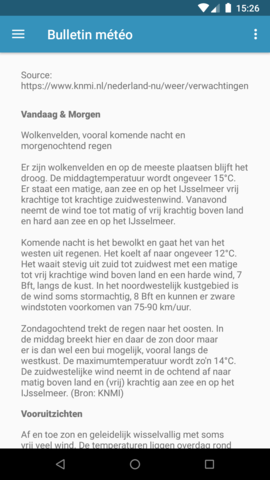 15:26
Bulletin météo
Source:
https://www.knmi.nl/nederland-nu/weer/verwachtingen
Vandaag & Morgen
Wolkenvelden, vooral komende nacht en
morgenochtend regen
Er zijn wolkenvelden en op de meeste plaatsen blijft het
droog. De middagtemperatuur wordt ongeveer 15°C.
Er staat een matige, aan zee en op het IJsselmeer vrij
krachtige tot krachtige zuidwestenwind. Vanavond
neemt de wind toe tot matig of vrij krachtig boven land
en hard aan zee en op het IJsselmeer.
Komende nacht is het bewolkt en gaat het van het
westen uit regenen. Het koelt af naar ongeveer 12°C.
Het waait stevig uit zuid tot zuidwest met een matige
tot vrij krachtige wind boven land en een harde wind, 7
Bft, langs de kust. In het noordwestelijk kustgebied is
de wind soms stormachtig, 8 Bft en kunnen er zware
windstoten voorkomen van 75-90 km/uur.
Zondagochtend trekt de regen naar het oosten. In
de middag breekt hier en daar de zon door maar
er is dan wel een bui mogelijk, vooral langs de
westkust. De maximumtemperatuur wordt zo'n 14°C.
De zuidwestelijke wind neemt in de ochtend af naar
matig boven land en (vrij) krachtig aan zee en op het
IJsselmeer. (Bron: KNMI)
Vooruitzichten
Af en toe zon en geleidelijk wisselvallig met soms
vrij veel wind. De temperaturen liggen overdag rond